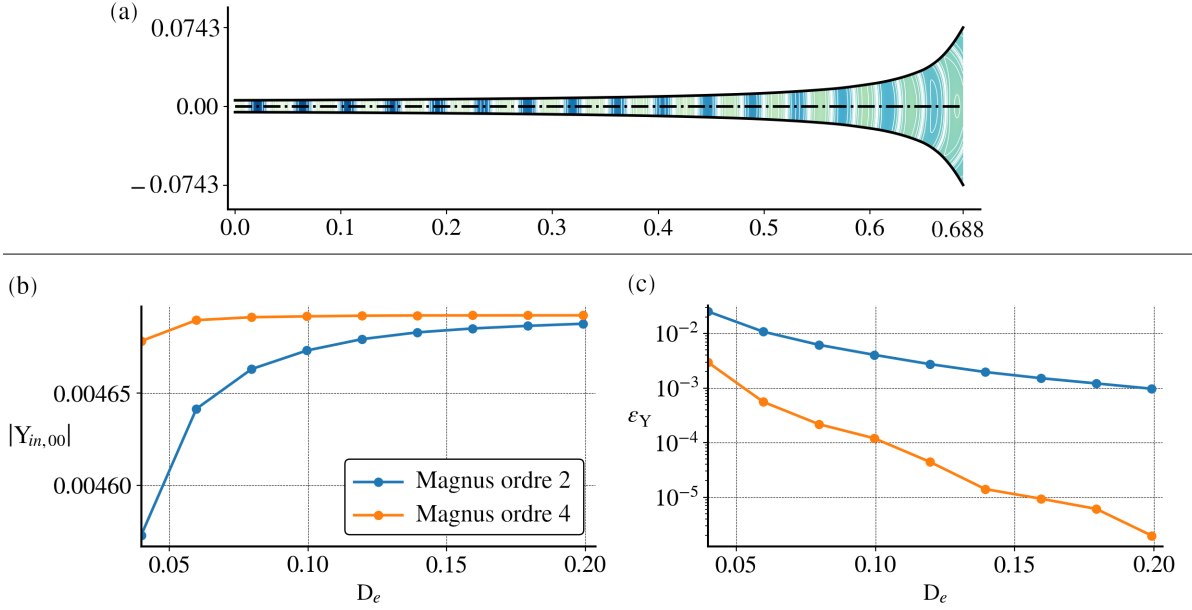 (a)
0.0743
0.00
−0.0743
0.0 0.1 0.2 0.3 0.4 0.5 0.6 0.688
(b)
0.00465
|Y_{in,00}|
0.00460
Magnus ordre 2
Magnus ordre 4
0.05 0.10 0.15 0.20
D_e
(c)
10^{−2}
10^{−3}
ε_Y
10^{−4}
10^{−5}
0.05 0.10 0.15 0.20
D_e